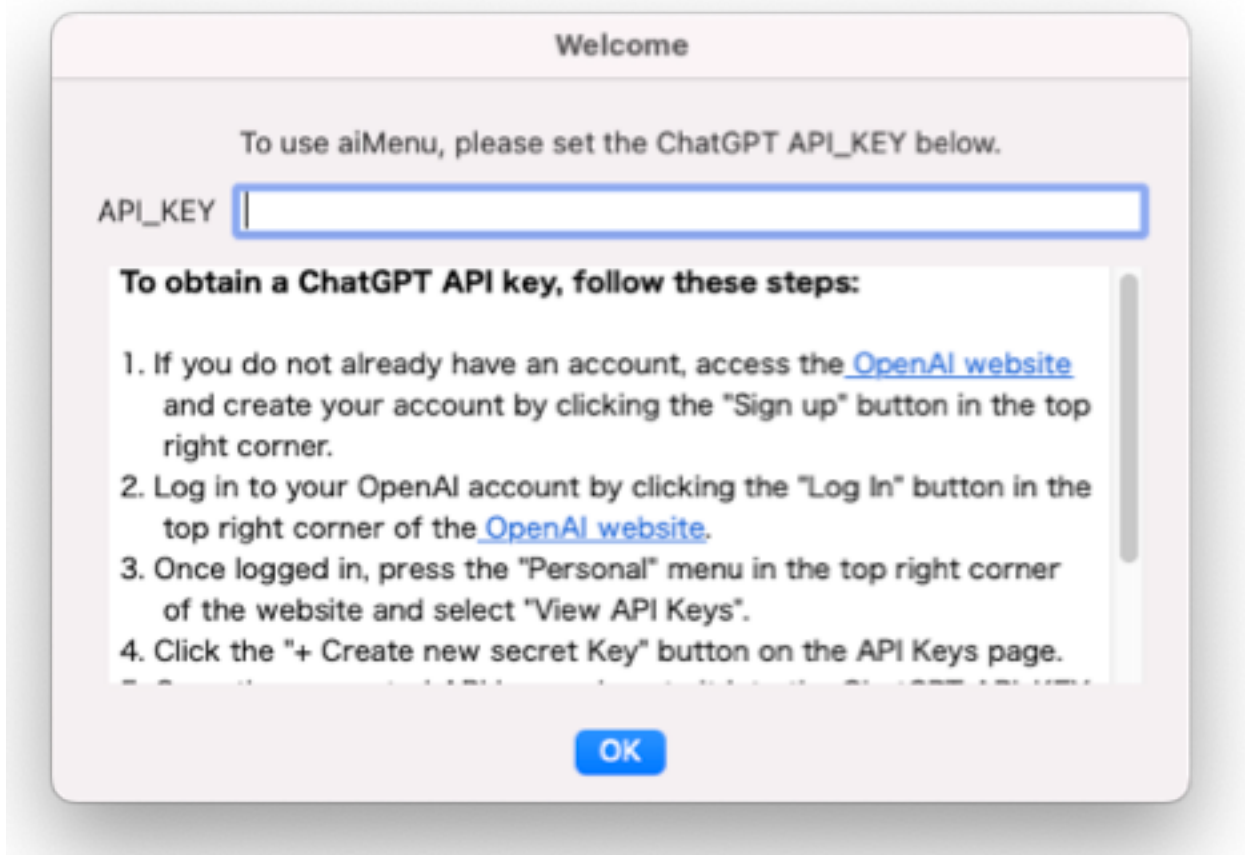 Welcome
To use aiMenu, please set the ChatGPT API_KEY below.
API_KEY
To obtain a ChatGPT API key, follow these steps:
1. If you do not already have an account, access the OpenAI website
and create your account by clicking the "Sign up" button in the top
right corner.
2. Log in to your OpenAI account by clicking the "Log In" button in the
top right corner of the OpenAI website.
3. Once logged in, press the "Personal" menu in the top right corner
of the website and select "View API Keys".
4. Click the "+ Create new secret Key" button on the API Keys page.
OK